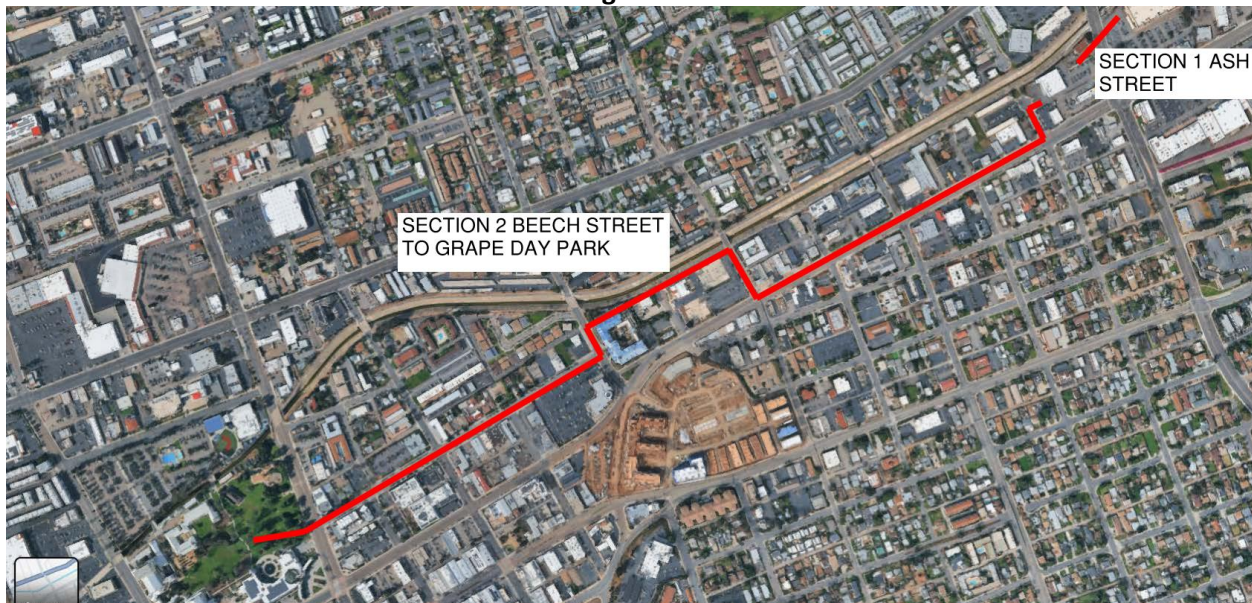 SECTION 1 ASH
STREET
SECTION 2 BEECH STREET
TO GRAPE DAY PARK